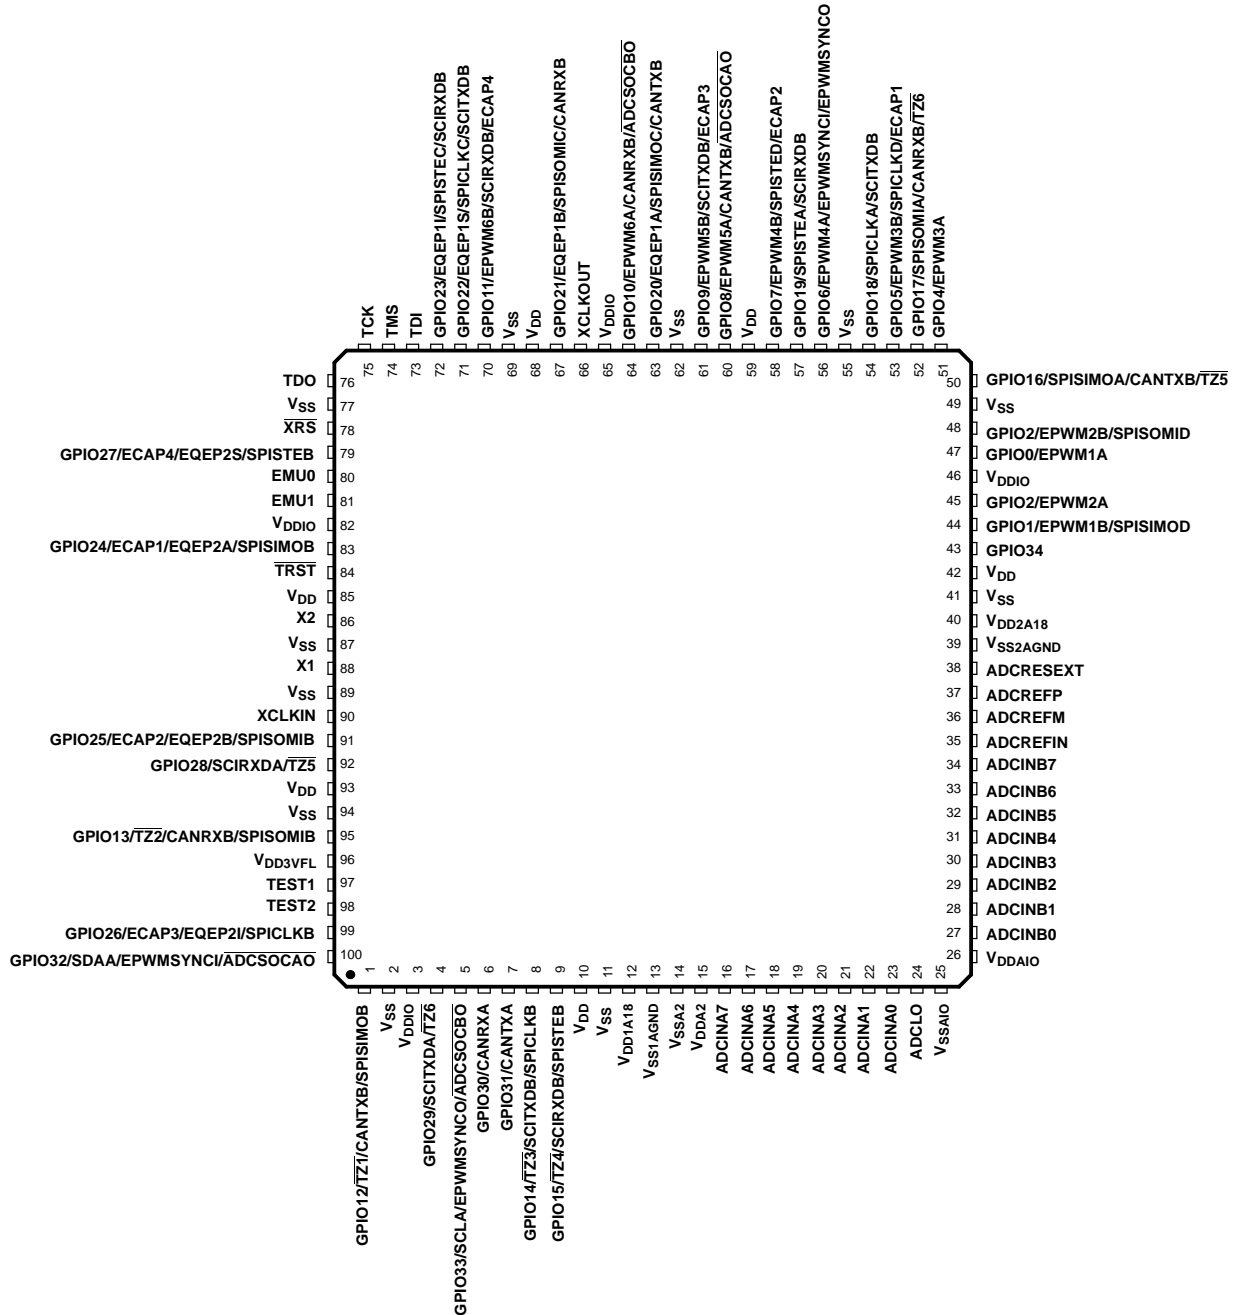 GPIO23/EQEP1I/SPISTEC/SCIRXDB
GPIO22/EQEP1S/SPICLKC/SCITXDB
GPIO11/EPWM6B/SCIRXDB/ECAP4
GPIO21/EQEP1B/SPISOMIC/CANRXB
GPIO10/EPWM6A/CANRXB/ADCSOCBO
GPIO20/EQEP1A/SPISIMOC/CANTXB
GPIO9/EPWM5B/SCITXDB/ECAP3
GPIO8/EPWM5A/CANTXB/ADCSOCAO
GPIO7/EPWM4B/SPISTED/ECAP2
GPIO19/SPISTEA/SCIRXDB
GPIO6/EPWM4A/EPWMSYNCI/EPWMSYNCO
GPIO18/SPICLKA/SCITXDB
GPIO5/EPWM3B/SPICLKD/ECAP1
GPIO17/SPISOMIA/CANRXB/TZ6
GPIO4/EPWM3A
TCK
TMS
TDI
VSS
VDD
XCLKOUT
VDDIO
VSS
VDD
VSS
75
74
73
72
71
70
69
68
67
66
65
64
63
62
61
60
59
58
57
56
55
54
53
52
51
TDO 76
VSS 77
XRS 78
GPIO27/ECAP4/EQEP2S/SPISTEB 79
EMU0 80
EMU1 81
VDDIO 82
GPIO24/ECAP1/EQEP2A/SPISIMOB 83
TRST 84
VDD 85
X2 86
VSS 87
X1 88
VSS 89
XCLKIN 90
GPIO25/ECAP2/EQEP2B/SPISOMIB 91
GPIO28/SCIRXDA/TZ5 92
VDD 93
VSS 94
GPIO13/TZ2/CANRXB/SPISOMIB 95
VDD3VFL 96
TEST1 97
TEST2 98
GPIO26/ECAP3/EQEP2I/SPICLKB 99
GPIO32/SDAA/EPWMSYNCI/ADCSOCAO 100
50 GPIO16/SPISIMOA/CANTXB/TZ5
49 VSS
48 GPIO2/EPWM2B/SPISOMID
47 GPIO0/EPWM1A
46 VDDIO
45 GPIO2/EPWM2A
44 GPIO1/EPWM1B/SPISIMOD
43 GPIO34
42 VDD
41 VSS
40 VDD2A18
39 VSS2AGND
38 ADCRESEXT
37 ADCREFP
36 ADCREFM
35 ADCREFIN
34 ADCINB7
33 ADCINB6
32 ADCINB5
31 ADCINB4
30 ADCINB3
29 ADCINB2
28 ADCINB1
27 ADCINB0
26 VDDAIO
1
2
3
4
5
6
7
8
9
10
11
12
13
14
15
16
17
18
19
20
21
22
23
24
25
GPIO12/TZ1/CANTXB/SPISIMOB
VSS
VDDIO
GPIO29/SCITXDA/TZ6
GPIO33/SCLA/EPWMSYNCO/ADCSOCBO
GPIO30/CANRXA
GPIO31/CANTXA
GPIO14/TZ3/SCITXDB/SPICLKB
GPIO15/TZ4/SCIRXDB/SPISTEB
VDD
VSS
VDD1A18
VSS1AGND
VSSA2
VDDA2
ADCINA7
ADCINA6
ADCINA5
ADCINA4
ADCINA3
ADCINA2
ADCINA1
ADCINA0
ADCLO
VSSAIO